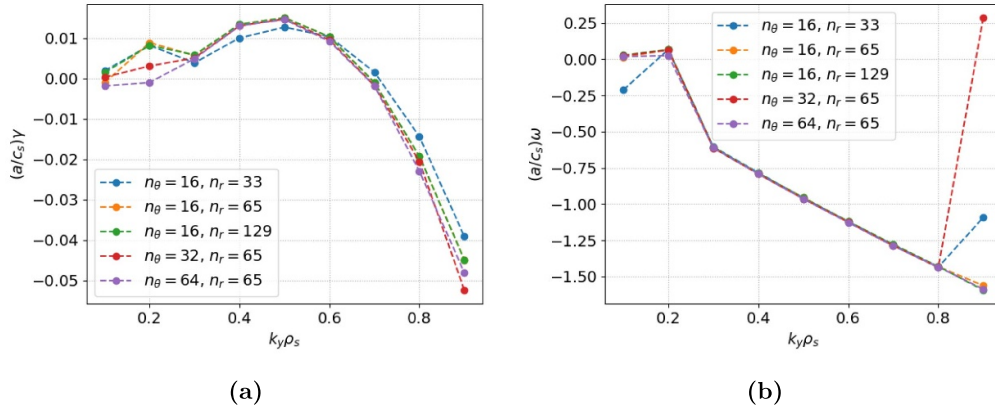 0.01
0.00
−0.01
−0.02
−0.03
−0.04
−0.05
(a/c_s)γ
n_θ = 16, n_r = 33
n_θ = 16, n_r = 65
n_θ = 16, n_r = 129
n_θ = 32, n_r = 65
n_θ = 64, n_r = 65
0.2 0.4 0.6 0.8
k_yρ_s
(a)
0.25
0.00
−0.25
−0.50
−0.75
−1.00
−1.25
−1.50
(a/c_s)ω
n_θ = 16, n_r = 33
n_θ = 16, n_r = 65
n_θ = 16, n_r = 129
n_θ = 32, n_r = 65
n_θ = 64, n_r = 65
0.2 0.4 0.6 0.8
k_yρ_s
(b)